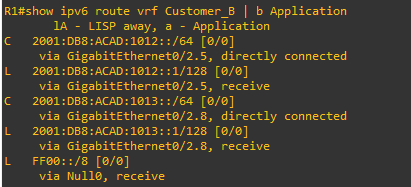 R1#show ipv6 route vrf Customer_B | b Application
lA - LISP away, a - Application
C 2001:DB8:ACAD:1012::/64 [0/0]
via GigabitEthernet0/2.5, directly connected
L 2001:DB8:ACAD:1012::1/128 [0/0]
via GigabitEthernet0/2.5, receive
C 2001:DB8:ACAD:1013::/64 [0/0]
via GigabitEthernet0/2.8, directly connected
L 2001:DB8:ACAD:1013::1/128 [0/0]
via GigabitEthernet0/2.8, receive
L FF00::/8 [0/0]
via Null0, receive